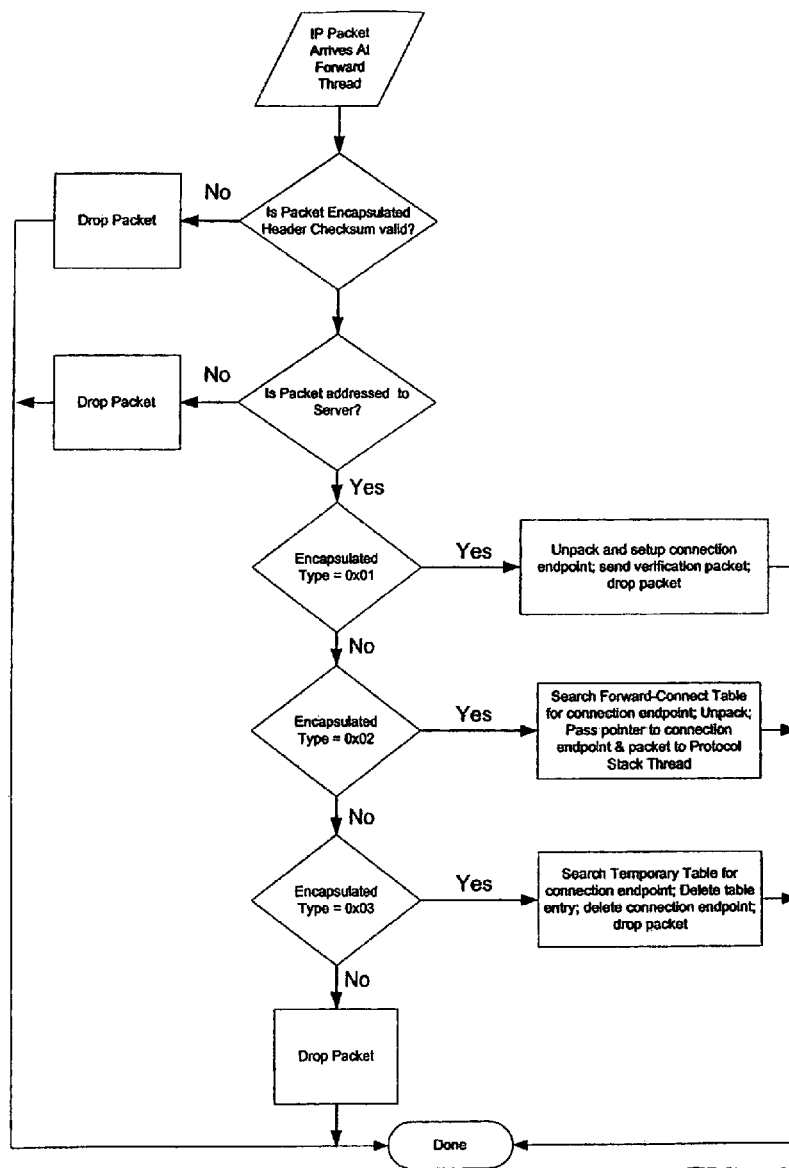 IP Packet
Arrives At
Forward
Thread
No
Drop Packet
Is Packet Encapsulated
Header Checksum valid?
No
Drop Packet
Is Packet addressed to
Server?
Yes
Encapsulated
Type = 0x01
Yes
Unpack and setup connection
endpoint; send verification packet;
drop packet
No
Encapsulated
Type = 0x02
Yes
Search Forward-Connect Table
for connection endpoint; Unpack;
Pass pointer to connection
endpoint & packet to Protocol
Stack Thread
No
Encapsulated
Type = 0x03
Yes
Search Temporary Table for
connection endpoint; Delete table
entry; delete connection endpoint;
drop packet
No
Drop Packet
Done